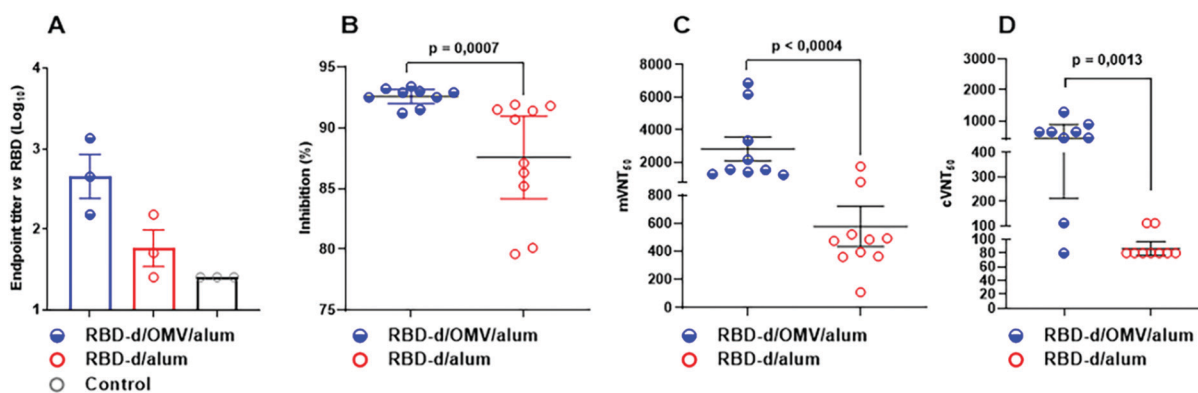 A
Endpoint titer vs RBD (Log10)
4
3
2
1
RBD-d/OMV/alum
RBD-d/alum
Control
B
p = 0,0007
Inhibition (%)
95
90
85
80
75
RBD-d/OMV/alum
RBD-d/alum
C
p < 0,0004
mVNT50
8000
6000
4000
2000
800
600
400
200
0
RBD-d/OMV/alum
RBD-d/alum
D
p = 0,0013
cVNT50
3000
2000
1000
400
300
200
100
100
80
60
40
20
0
RBD-d/OMV/alum
RBD-d/alum